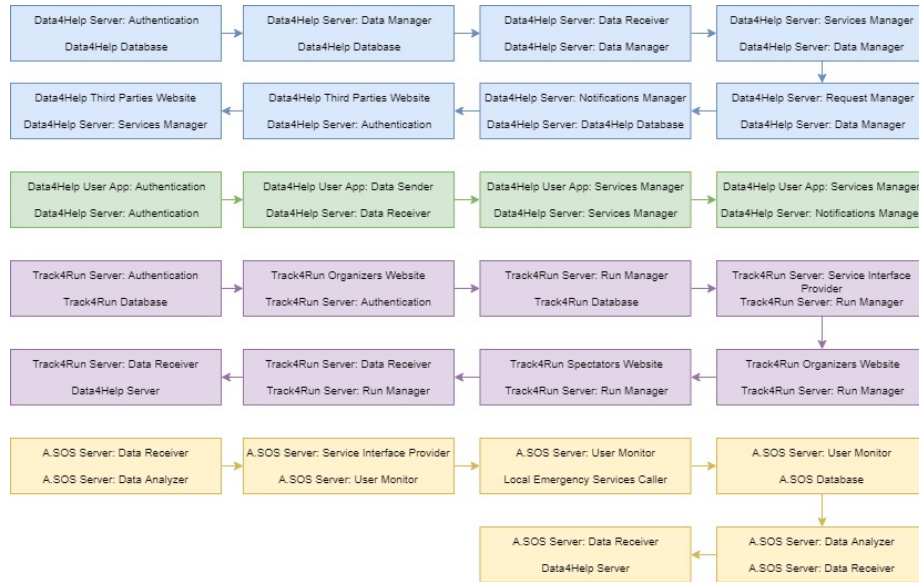 Data4Help Server: Authentication
Data4Help Database
Data4Help Server: Data Manager
Data4Help Database
Data4Help Server: Data Receiver
Data4Help Server: Data Manager
Data4Help Server: Services Manager
Data4Help Server: Data Manager
Data4Help Third Parties Website
Data4Help Server: Services Manager
Data4Help Third Parties Website
Data4Help Server: Authentication
Data4Help Server: Notifications Manager
Data4Help Server: Data4Help Database
Data4Help Server: Request Manager
Data4Help Server: Data Manager
Data4Help User App: Authentication
Data4Help Server: Authentication
Data4Help User App: Data Sender
Data4Help Server: Data Receiver
Data4Help User App: Services Manager
Data4Help Server: Services Manager
Data4Help User App: Services Manager
Data4Help Server: Notifications Manage
Track4Run Server: Authentication
Track4Run Database
Track4Run Organizers Website
Track4Run Server: Authentication
Track4Run Server: Run Manager
Track4Run Database
Track4Run Server: Service Interface
Provider
Track4Run Server: Run Manager
Track4Run Server: Data Receiver
Data4Help Server
Track4Run Server: Data Receiver
Track4Run Server: Run Manager
Track4Run Spectators Website
Track4Run Server: Run Manager
Track4Run Organizers Website
Track4Run Server: Run Manager
A.SOS Server: Data Receiver
A.SOS Server: Data Analyzer
A.SOS Server: Service Interface Provider
A.SOS Server: User Monitor
A.SOS Server: User Monitor
Local Emergency Services Caller
A.SOS Server: User Monitor
A.SOS Database
A.SOS Server: Data Receiver
Data4Help Server
A.SOS Server: Data Analyzer
A.SOS Server: Data Receiver